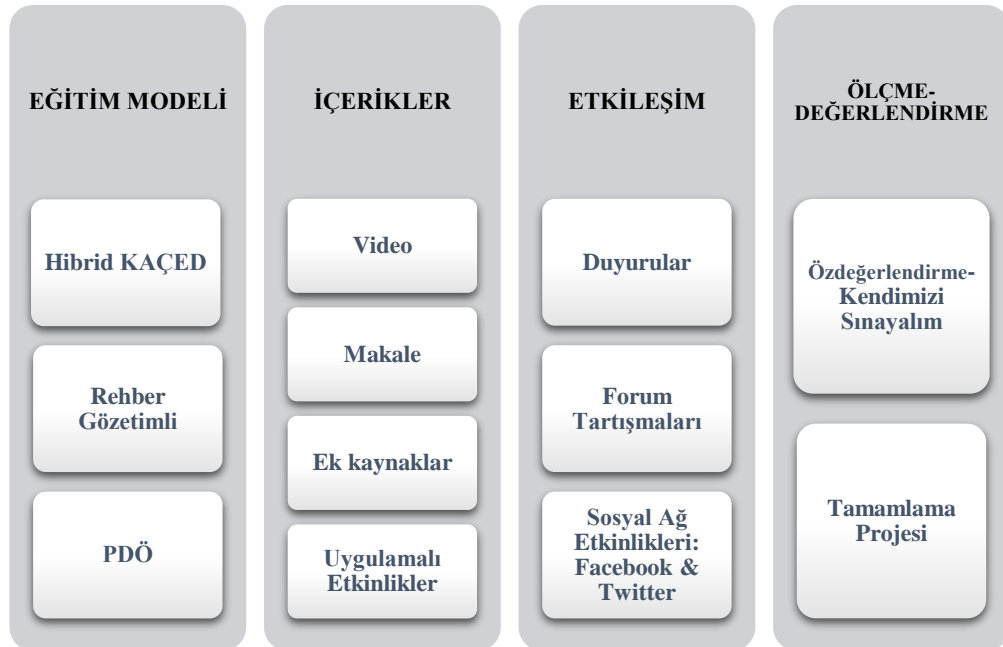 EĞİTİM MODELİ
Hibrid KAÇED
Rehber
Gözetimli
PDÖ
İÇERİKLER
Video
Makale
Ek kaynaklar
Uygulamalı
Etkinlikler
ETKİLEŞİM
Duyurular
Forum
Tartışmaları
Sosyal Ağ
Etkinlikleri:
Facebook &
Twitter
ÖLÇME-
DEĞERLENDİRME
Özdeğerlendirme-
Kendimizi
Sınayalım
Tamamlama
Projesi